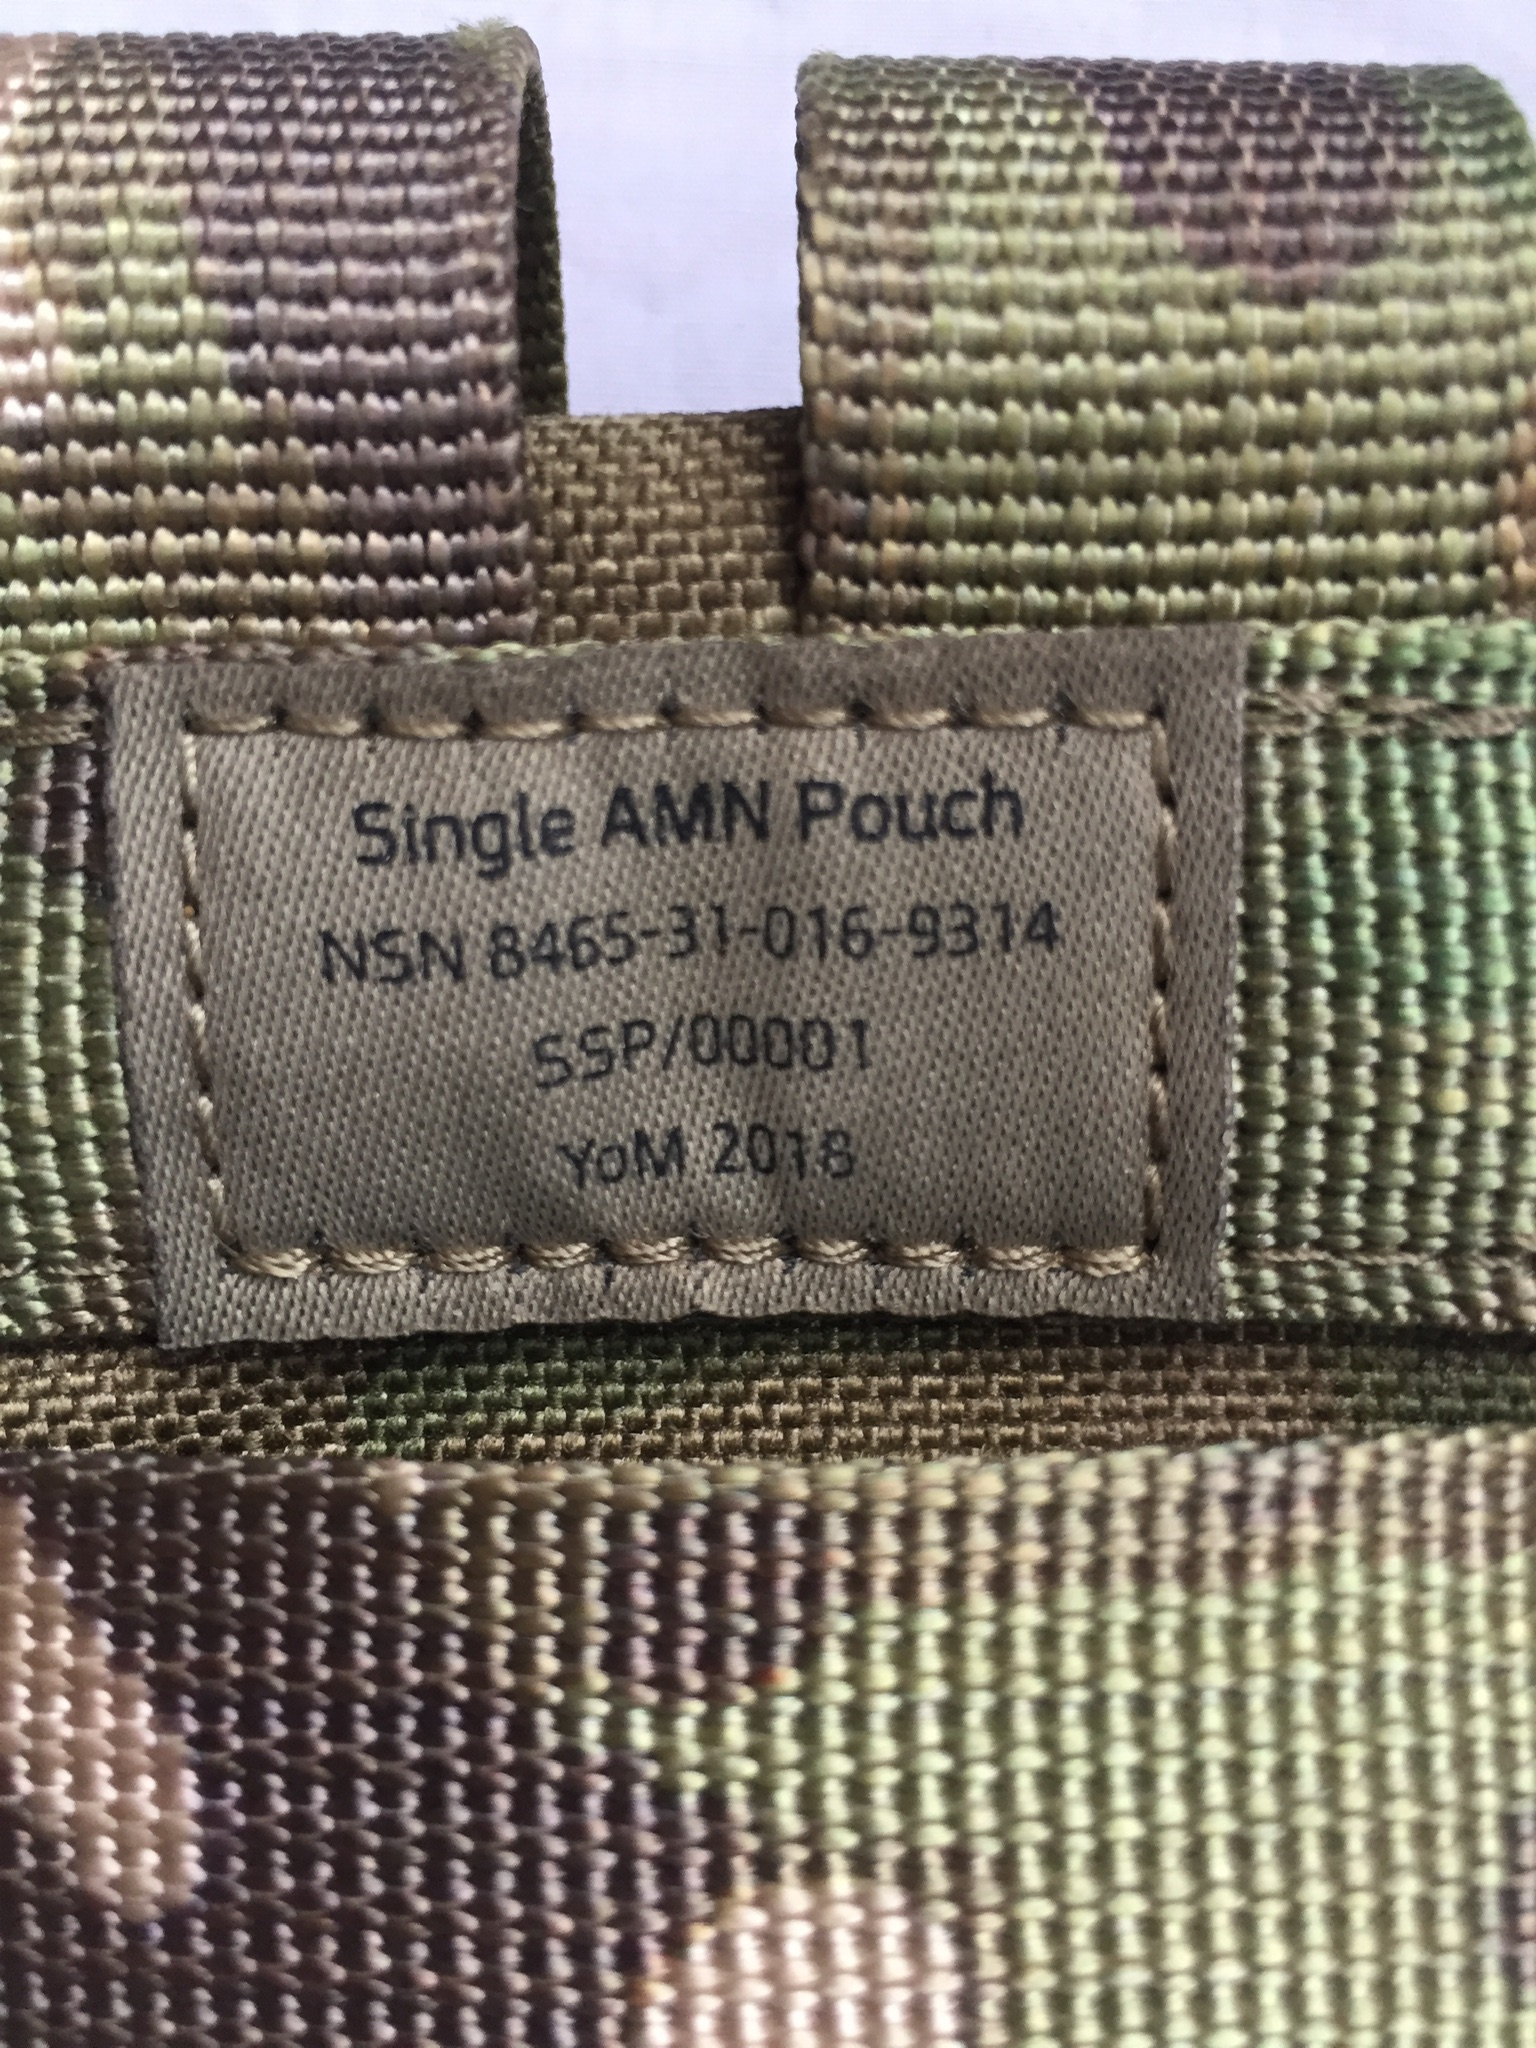 Single AMN Pouch
NSN 8465-31-016-9314
SSP/00001
YoM 2018